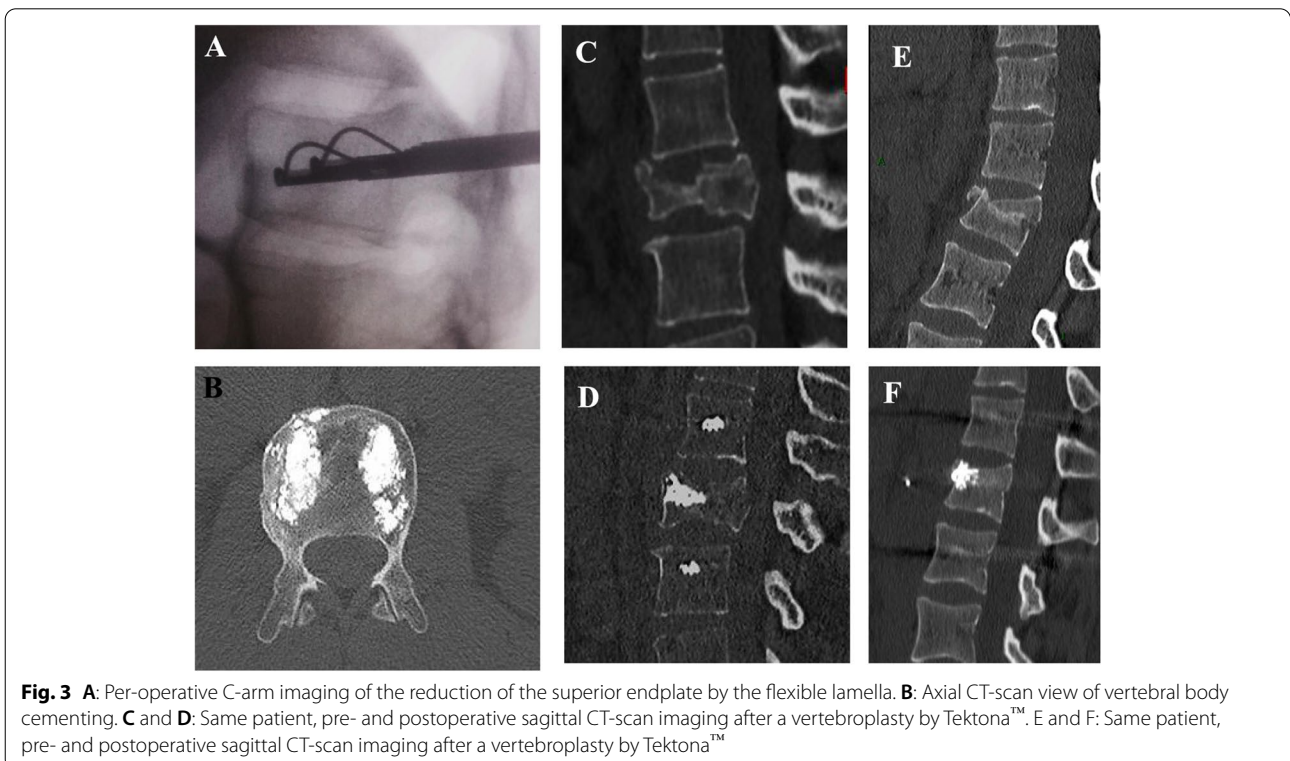 A
C
E
B
D
F
Fig. 3 A: Per-operative C-arm imaging of the reduction of the superior endplate by the flexible lamella. B: Axial CT-scan view of vertebral body
cementing. C and D: Same patient, pre- and postoperative sagittal CT-scan imaging after a vertebroplasty by Tektona™. E and F: Same patient,
pre- and postoperative sagittal CT-scan imaging after a vertebroplasty by Tektona™